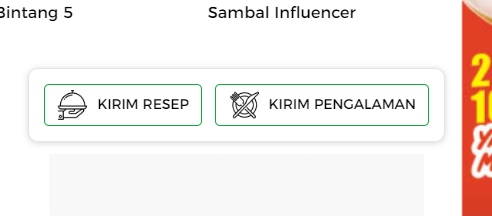 Bintang 5
Sambal Influencer
KIRIM RESEP
KIRIM PENGALAMAN